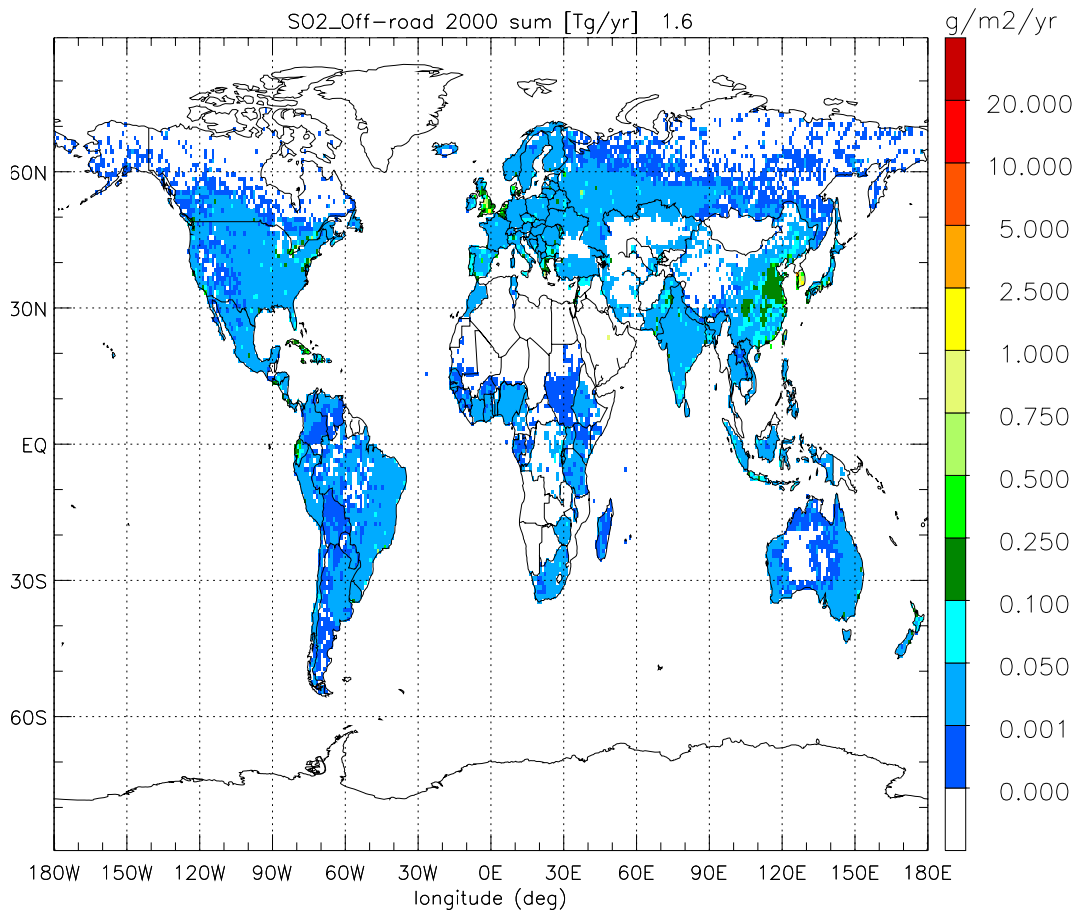 SO2_Off-road 2000 sum [Tg/yr] 1.6
g/m2/yr
20.000
10.000
5.000
2.500
1.000
0.750
0.500
0.250
0.100
0.050
0.001
0.000
60N
30N
EQ
30S
60S
180W 150W 120W 90W 60W 30W 0E 30E 60E 90E 120E 150E 180E
longitude (deg)